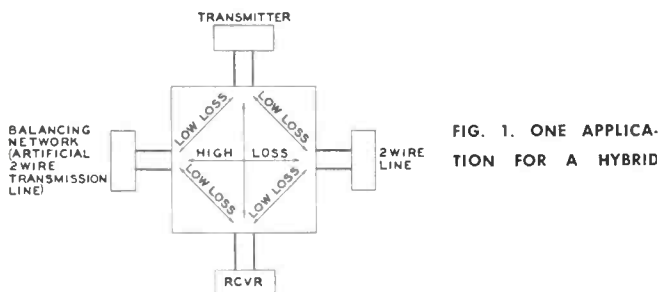 TRANSMITTER
LOW LOSS
LOW LOSS
BALANCING
NETWORK
(ARTIFICIAL
2WIRE
TRANSMISSION
LINE)
HIGH LOSS
2WIRE
LINE
LOW LOSS
LOW LOSS
RCVR
FIG. 1. ONE APPLICA-
TION FOR A HYBRID